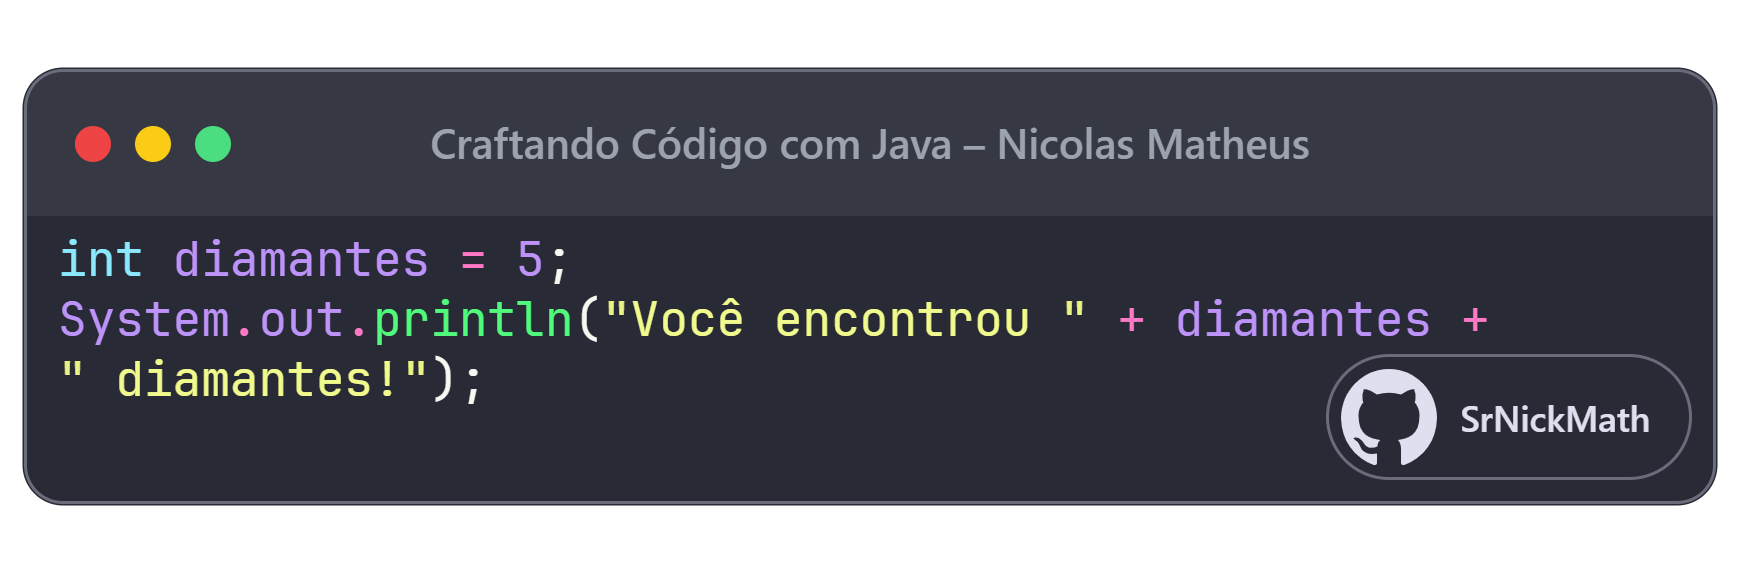 Craftando Código com Java – Nicolas Matheus
int diamantes = 5;
System.out.println("Você encontrou " + diamantes +
" diamantes!");
SrNickMath